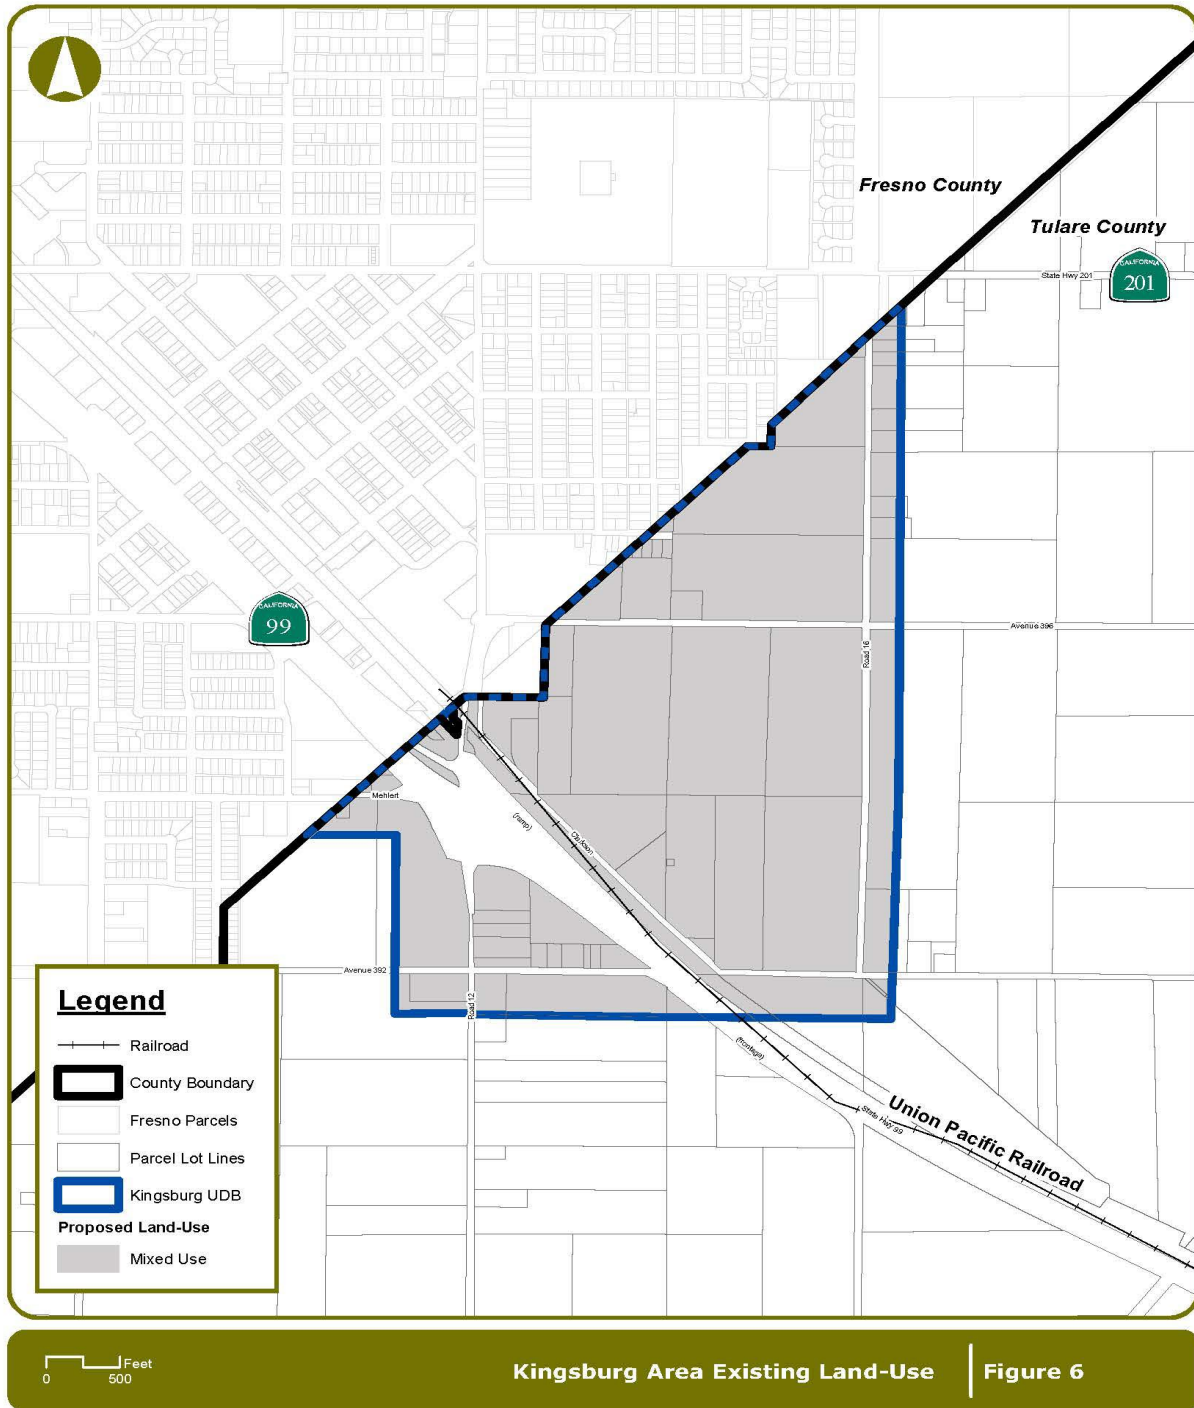 Fresno County
Tulare County
CALIFORNIA
201
State Hwy 201
CALIFORNIA
99
Avenue 396
Road 16
Mehlert
(ramp)
Clarkson
Avenue 392
Road 12
(frontage)
State Hwy 99
Union Pacific Railroad
Legend
Railroad
County Boundary
Fresno Parcels
Parcel Lot Lines
Kingsburg UDB
Proposed Land-Use
Mixed Use
Feet
0 500
Kingsburg Area Existing Land-Use
Figure 6